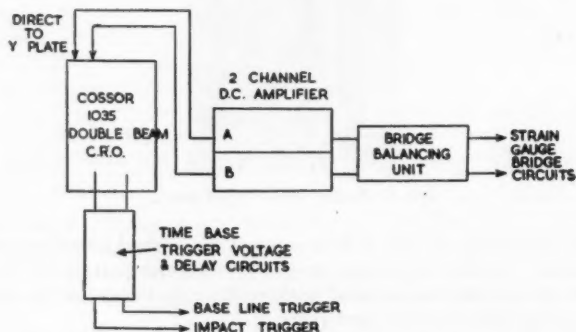 DIRECT
TO
Y PLATE
COSSOR
1035
DOUBLE BEAM
C.R.O.
2 CHANNEL
D.C. AMPLIFIER
A
B
BRIDGE
BALANCING
UNIT
STRAIN
GAUGE
BRIDGE
CIRCUITS
TIME BASE
TRIGGER VOLTAGE
& DELAY CIRCUITS
BASE LINE TRIGGER
IMPACT TRIGGER